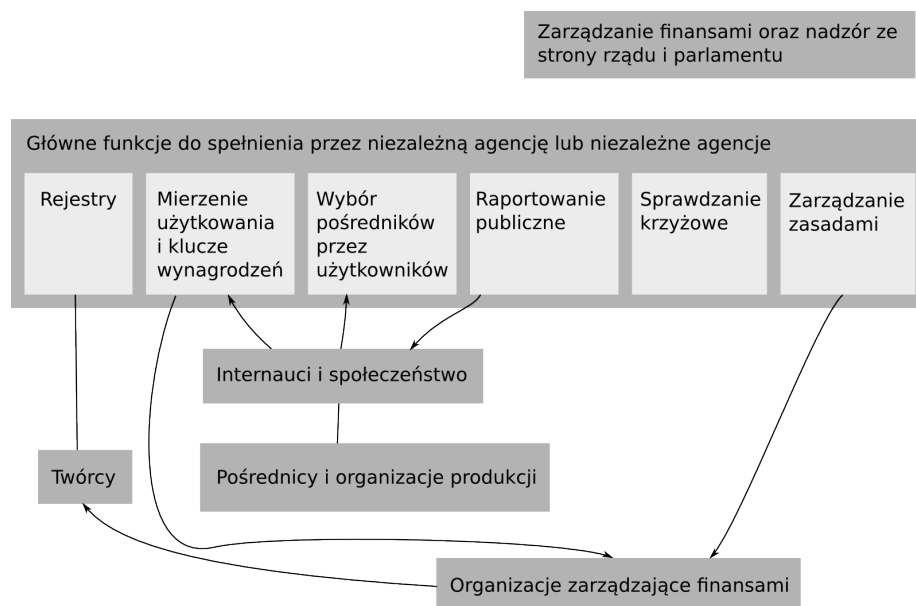 Zarządzanie finansami oraz nadzór ze
strony rządu i parlamentu
Główne funkcje do spełnienia przez niezależną agencję lub niezależne agencje
Rejestry
Mierzenie
użytkowania
i klucze
wynagrodzeń
Wybór
pośredników
przez
użytkowników
Raportowanie
publiczne
Sprawdzanie
krzyżowe
Zarządzanie
zasadami
Internauci i społeczeństwo
Twórcy
Pośrednicy i organizacje produkcji
Organizacje zarządzające finansami